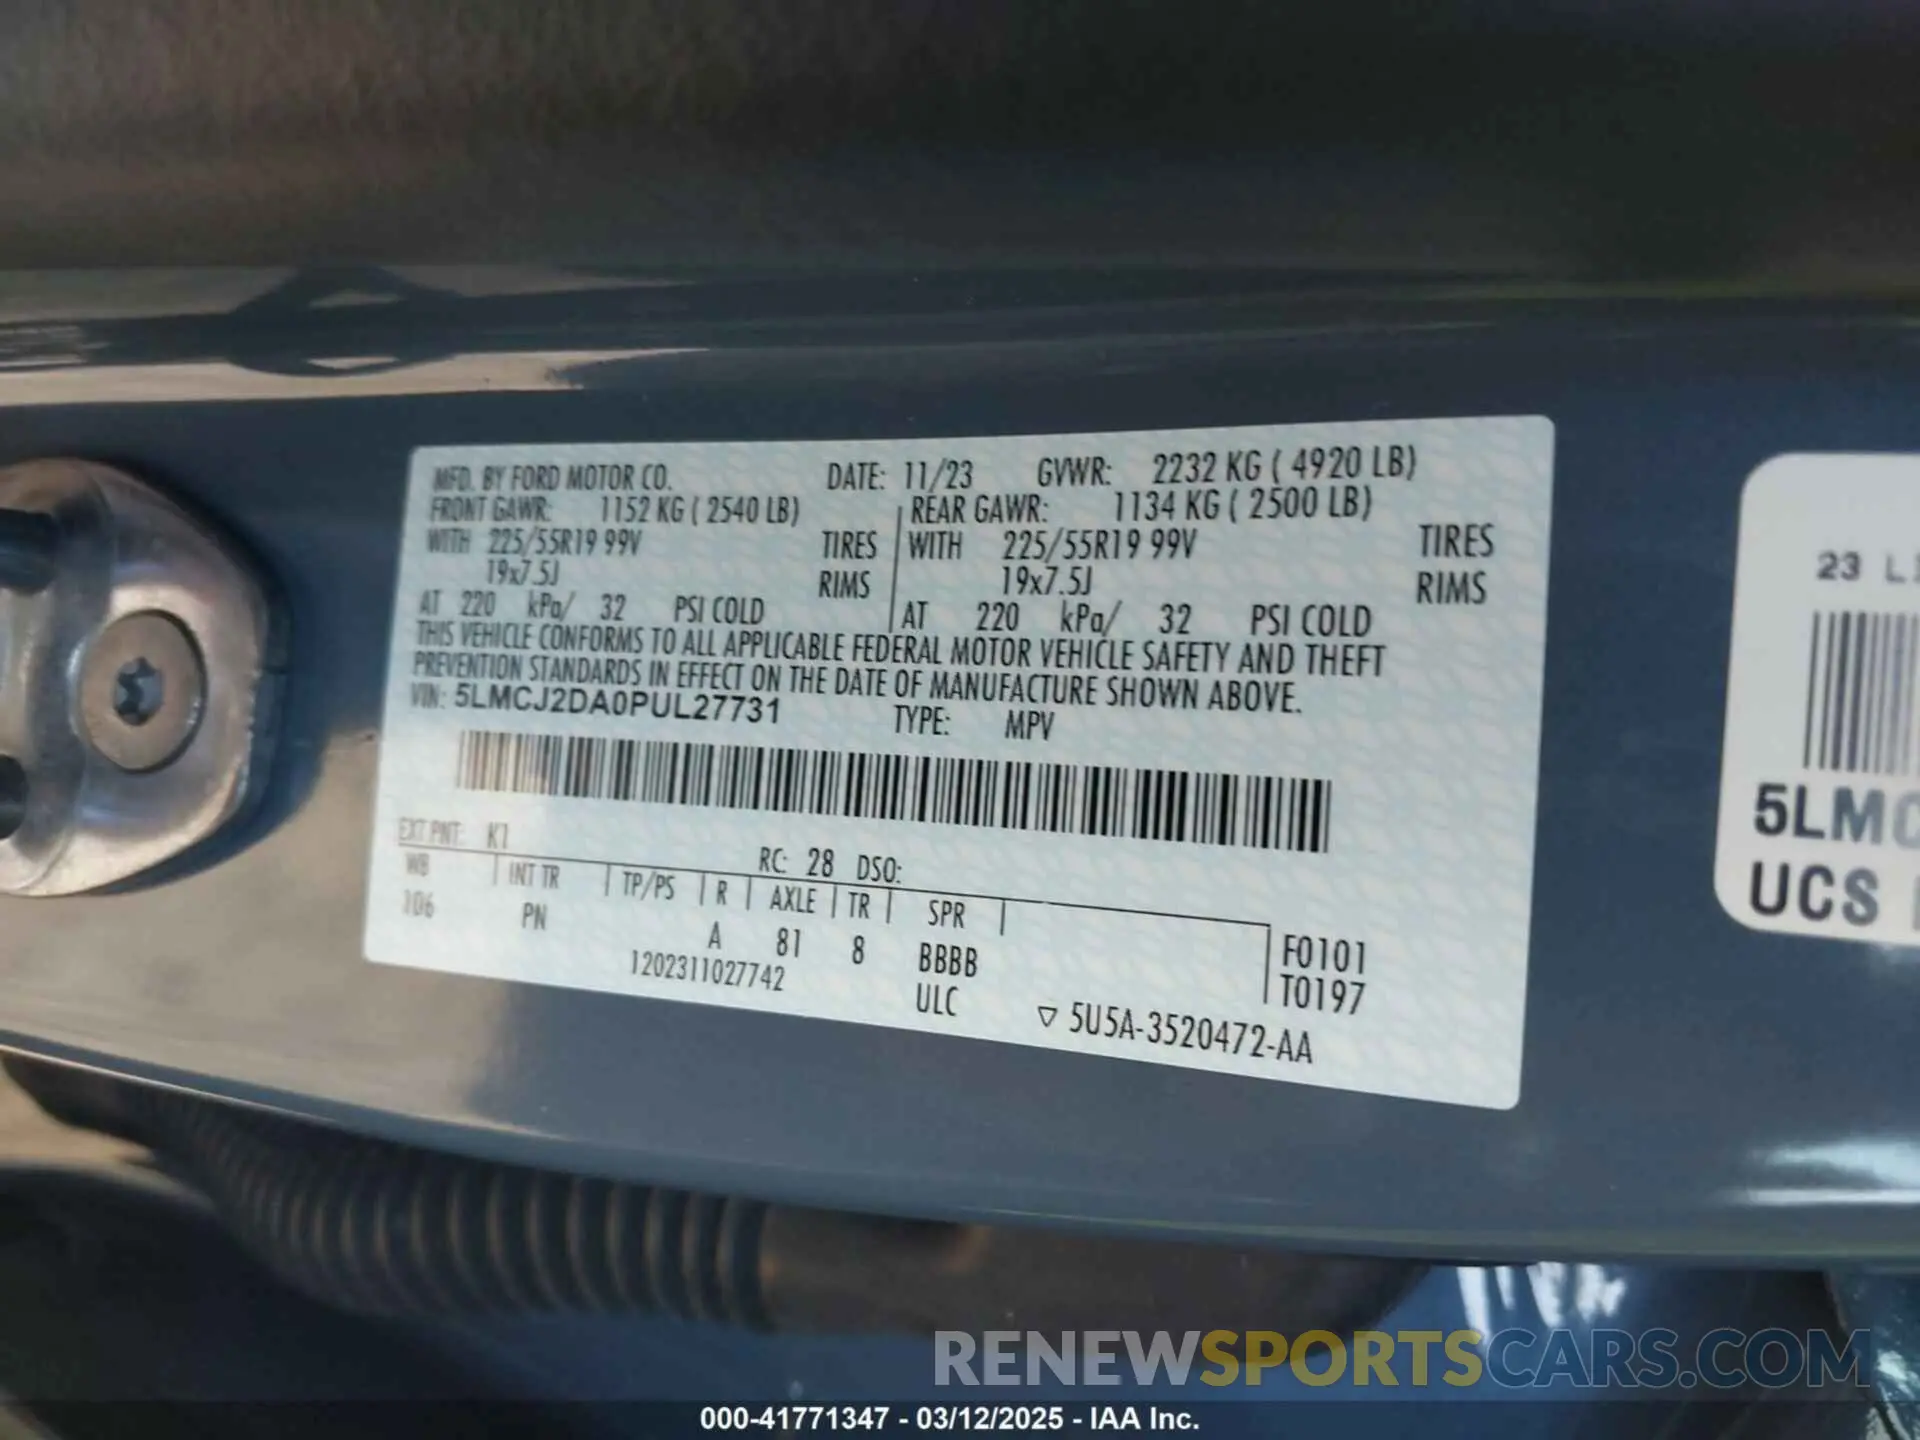 MFD. BY FORD MOTOR CO. DATE: 11/23 GVWR: 2232 KG ( 4920 LB)
FRONT GAWR: 1152 KG ( 2540 LB) REAR GAWR: 1134 KG ( 2500 LB)
WITH 225/55R19 99V TIRES WITH 225/55R19 99V TIRES
19x7.5J RIMS 19x7.5J RIMS
AT 220 kPa/ 32 PSI COLD AT 220 kPa/ 32 PSI COLD
THIS VEHICLE CONFORMS TO ALL APPLICABLE FEDERAL MOTOR VEHICLE SAFETY AND THEFT
PREVENTION STANDARDS IN EFFECT ON THE DATE OF MANUFACTURE SHOWN ABOVE.
VIN: 5LMCJ2DA0PUL27731 TYPE: MPV
EXT PNT: K1 RC: 28 DSO:
WB INT TR TP/PS R AXLE TR SPR
106 PN A 81 8 BBBB F0101
1202311027742 ULC T0197
▽ 5U5A-3520472-AA
23 LI
5LMC
UCS
RENEWSPORTSCARS.COM
000-41771347 - 03/12/2025 - IAA Inc.